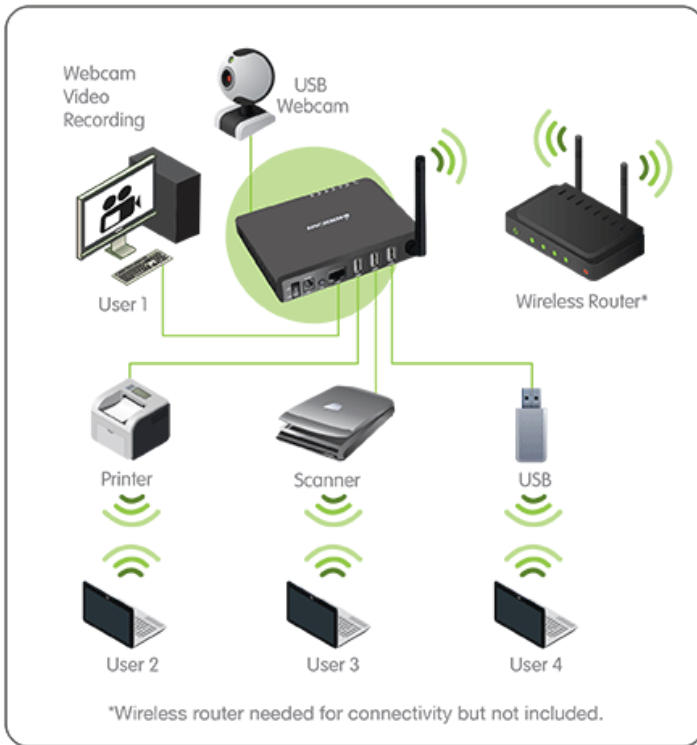 Webcam
Video
Recording
USB
Webcam
User 1
Wireless Router*
Printer
Scanner
USB
User 2
User 3
User 4
*Wireless router needed for connectivity but not included.